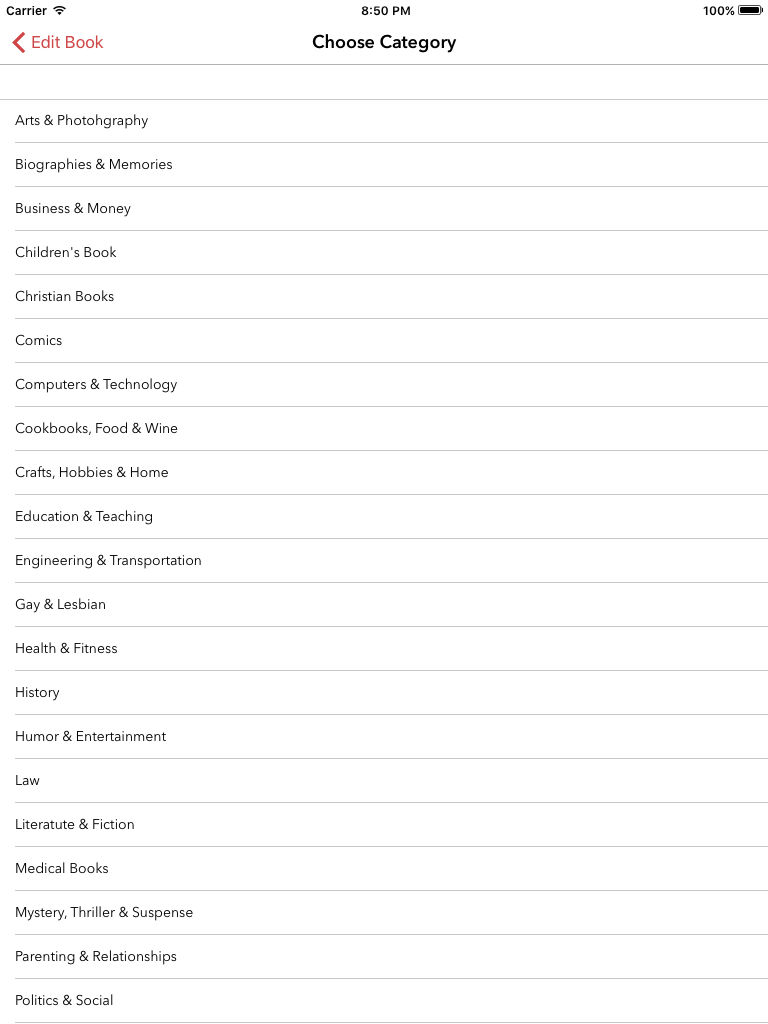 Carrier 8:50 PM 100%
Edit Book Choose Category
Arts & Photohgraphy
Biographies & Memories
Business & Money
Children's Book
Christian Books
Comics
Computers & Technology
Cookbooks, Food & Wine
Crafts, Hobbies & Home
Education & Teaching
Engineering & Transportation
Gay & Lesbian
Health & Fitness
History
Humor & Entertainment
Law
Literatute & Fiction
Medical Books
Mystery, Thriller & Suspense
Parenting & Relationships
Politics & Social